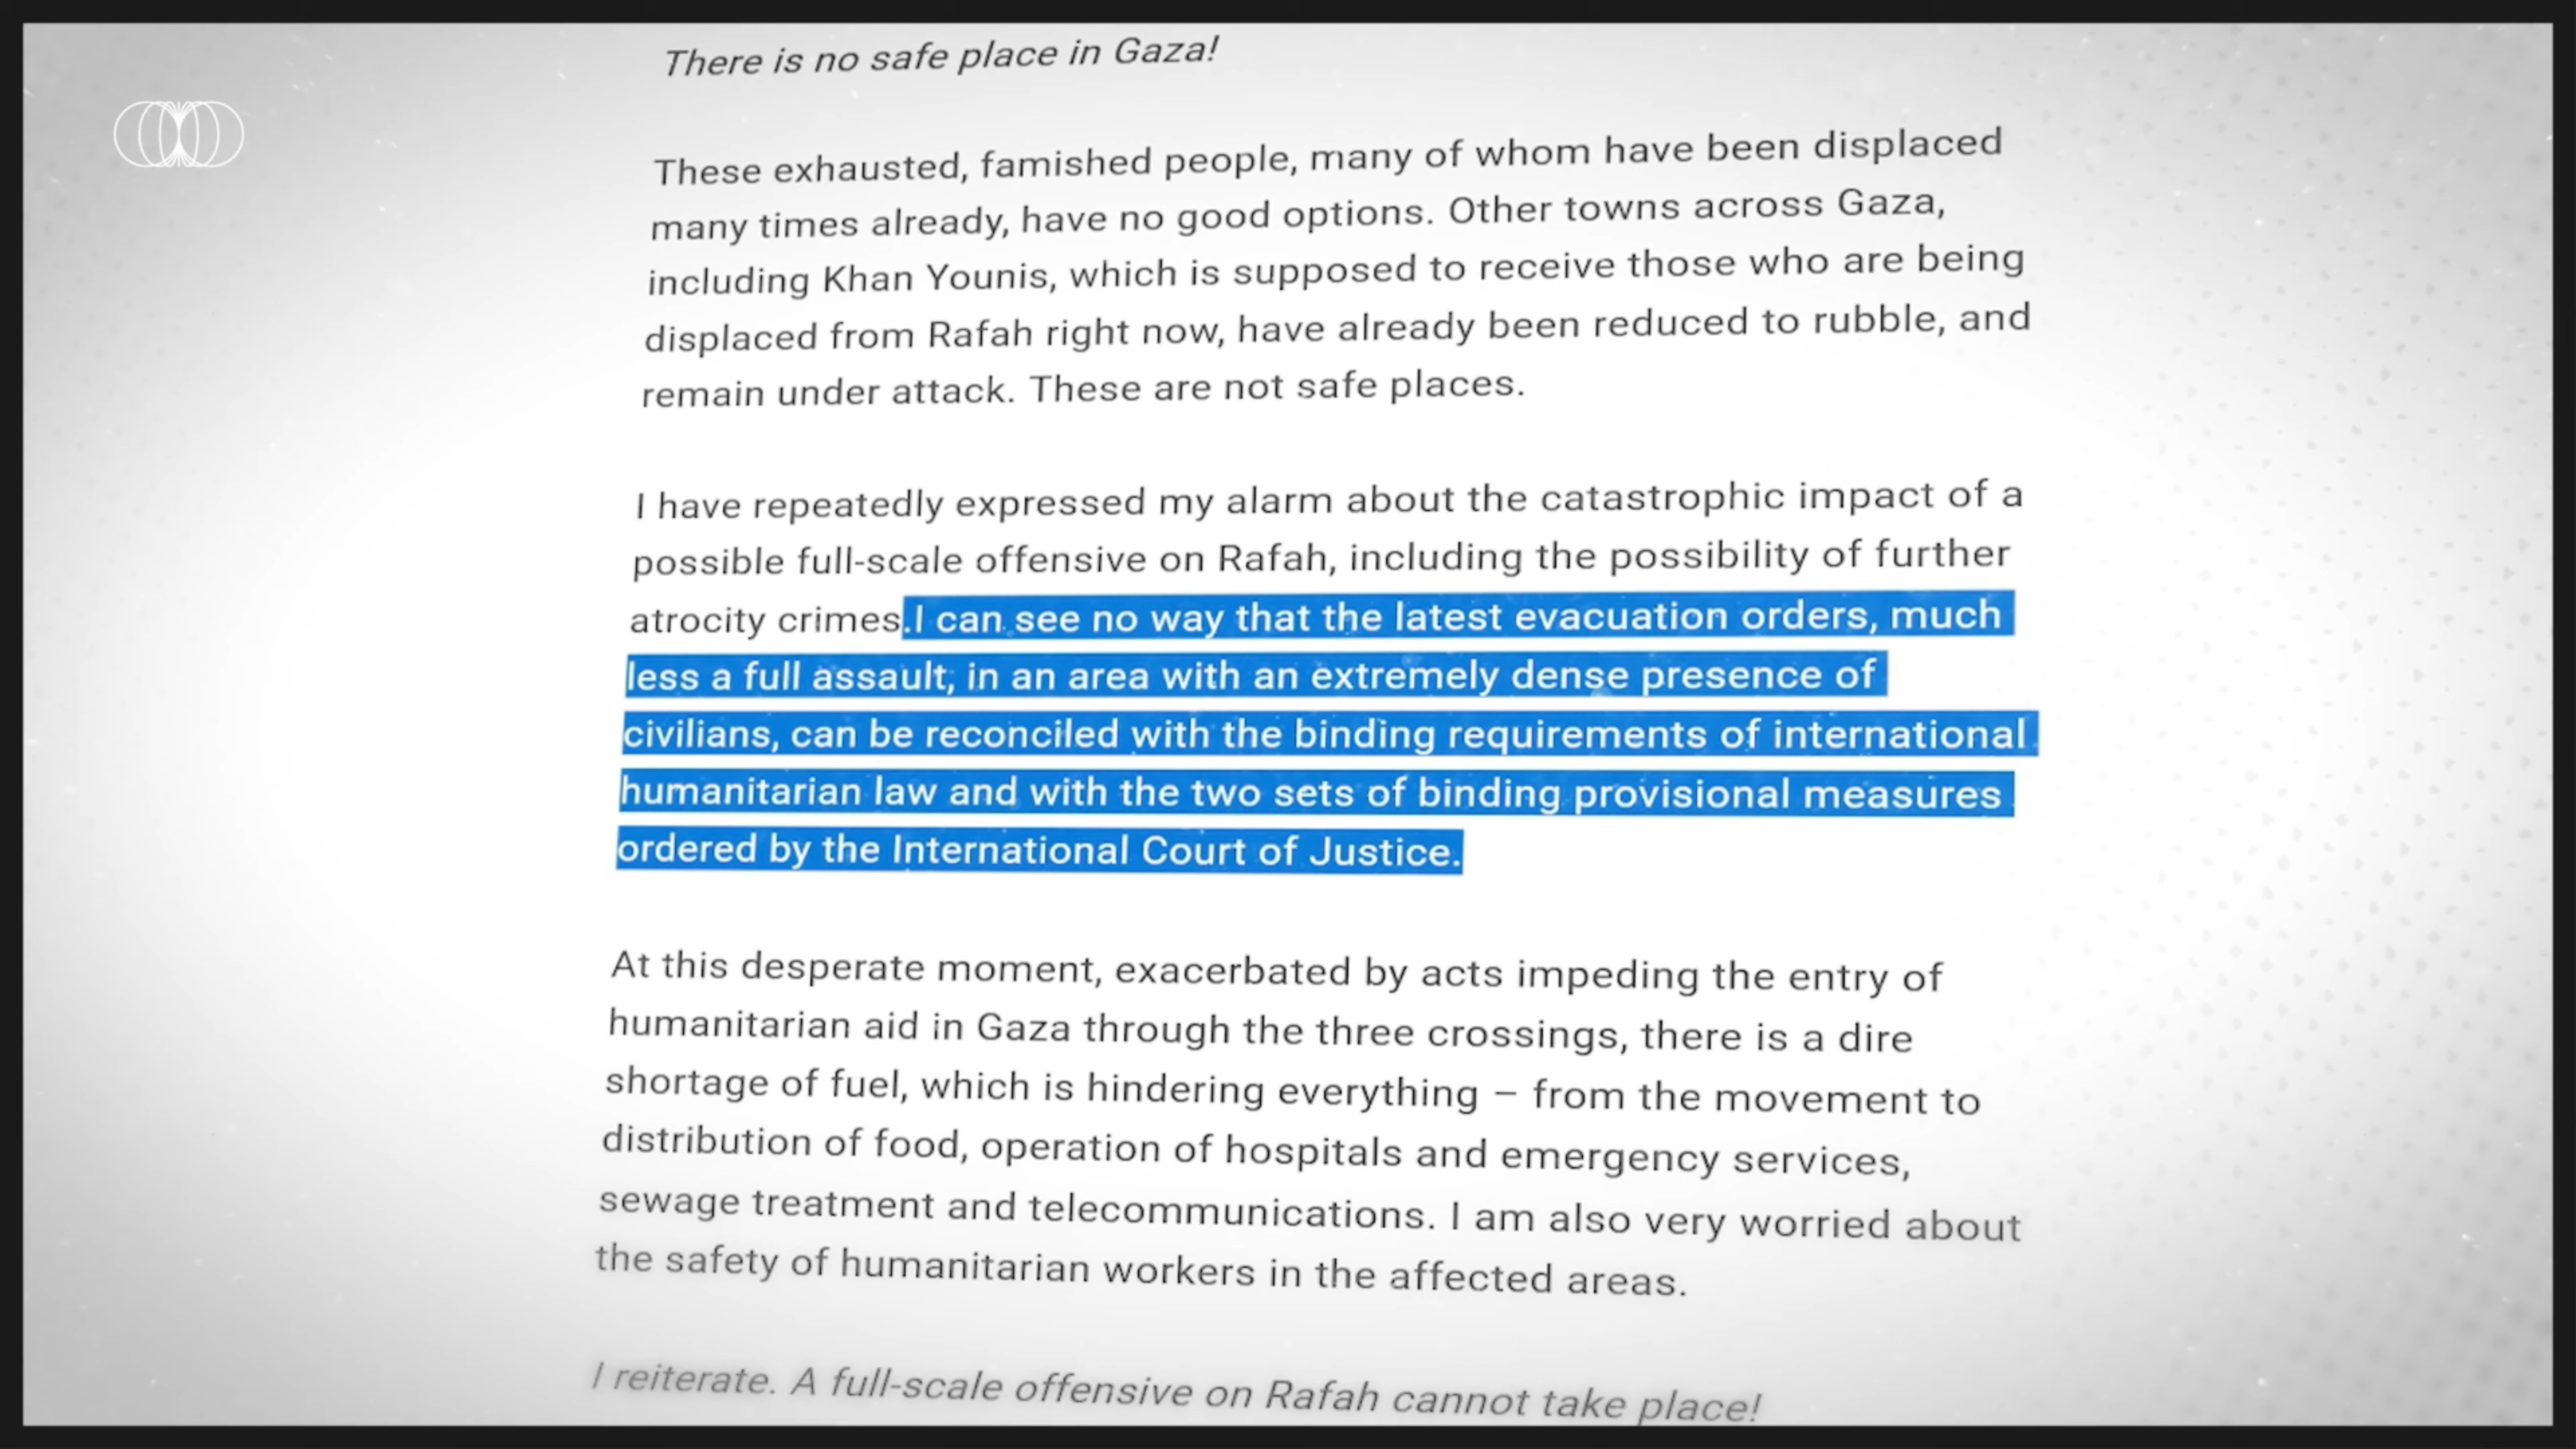 There is no safe place in Gaza!
These exhausted, famished people, many of whom have been displaced
many times already, have no good options. Other towns across Gaza,
including Khan Younis, which is supposed to receive those who are being
displaced from Rafah right now, have already been reduced to rubble, and
remain under attack. These are not safe places.
I have repeatedly expressed my alarm about the catastrophic impact of a
possible full-scale offensive on Rafah, including the possibility of further
atrocity crimes.I can see no way that the latest evacuation orders, much
less a full assault, in an area with an extremely dense presence of
civilians, can be reconciled with the binding requirements of international
humanitarian law and with the two sets of binding provisional measures
ordered by the International Court of Justice.
At this desperate moment, exacerbated by acts impeding the entry of
humanitarian aid in Gaza through the three crossings, there is a dire
shortage of fuel, which is hindering everything – from the movement to
distribution of food, operation of hospitals and emergency services,
sewage treatment and telecommunications. I am also very worried about
the safety of humanitarian workers in the affected areas.
I reiterate. A full-scale offensive on Rafah cannot take place!